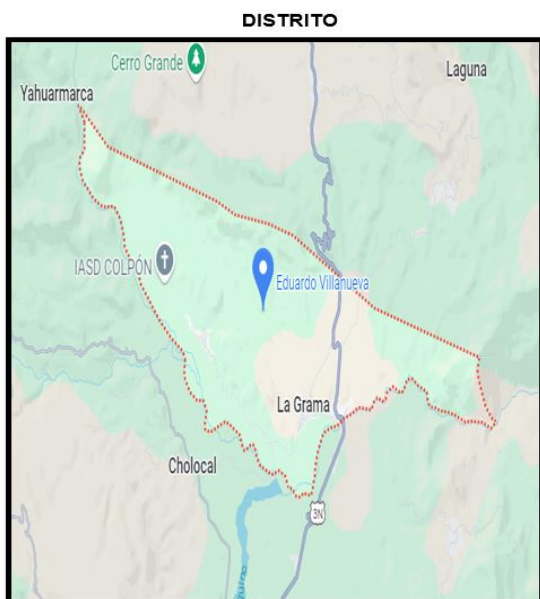 DISTRITO
Cerro Grande
Laguna
Yahuarmarca
IASD COLPÓN
Eduardo Villanueva
La Grama
Cholocal
3N